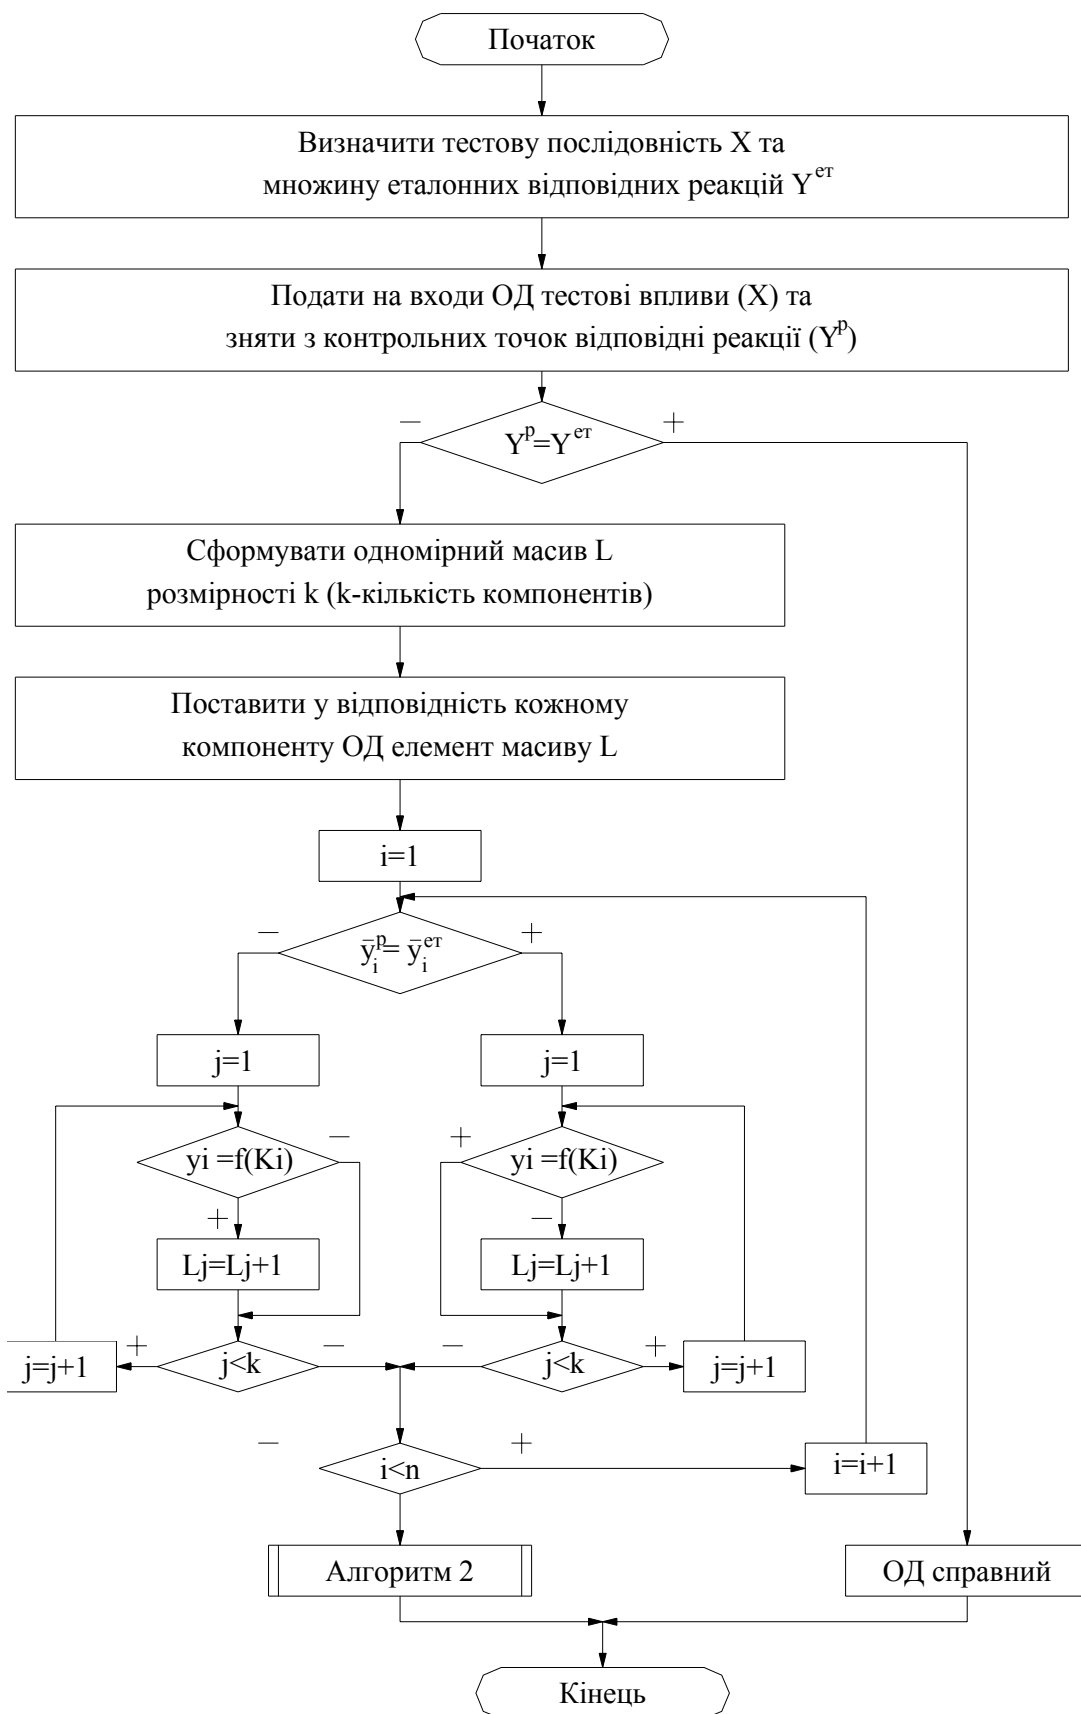 Початок
Визначити тестову послідовність X та
множину еталонних відповідних реакцій Y^ет
Подати на входи ОД тестові впливи (X) та
зняти з контрольних точок відповідні реакції (Y^p)
— +
Y^p=Y^ет
Сформувати одномірний масив L
розмірності k (k-кількість компонентів)
Поставити у відповідність кожному
компоненту ОД елемент масиву L
i=1
— +
ȳ_i^p= ȳ_i^ет
j=1 j=1
— +
yi =f(Ki) yi =f(Ki)
+ —
Lj=Lj+1 Lj=Lj+1
+ — — +
j=j+1 j<k j<k j=j+1
— +
i<n i=i+1
Алгоритм 2 ОД справний
Кінець